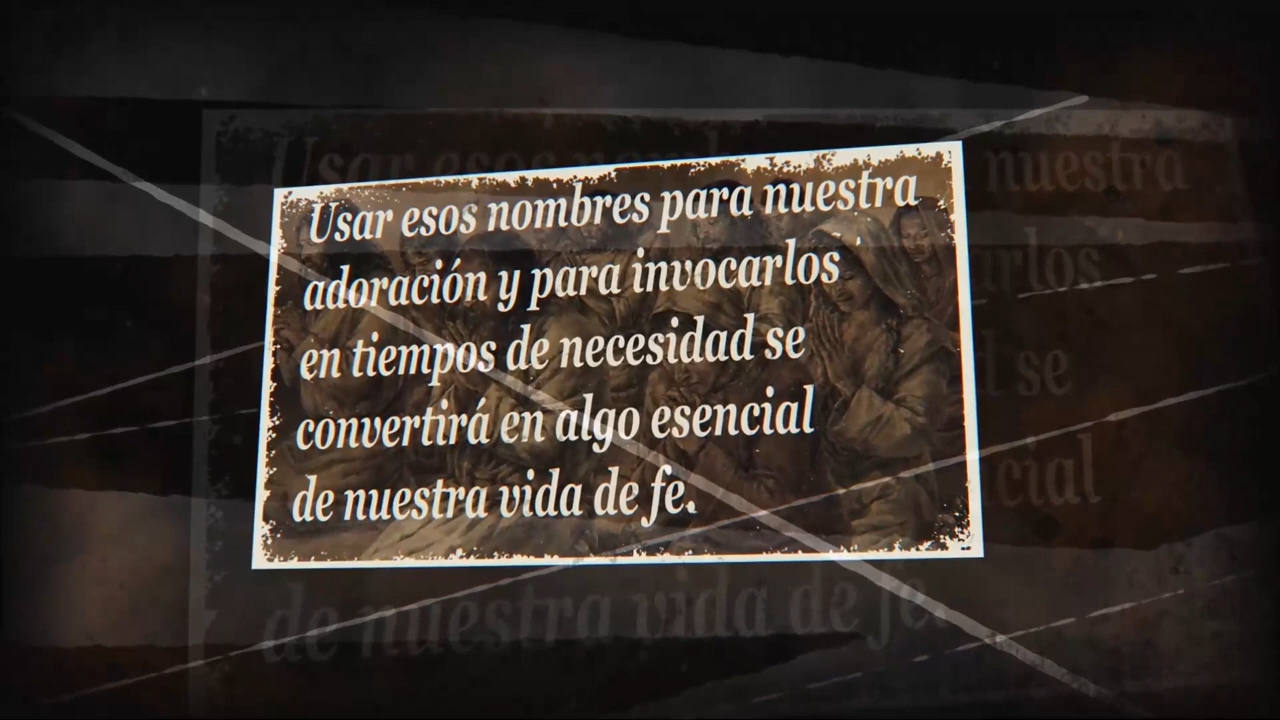 Usar esos nombres para nuestra
adoración y para invocarlos
en tiempos de necesidad se
convertirá en algo esencial
de nuestra vida de fe.